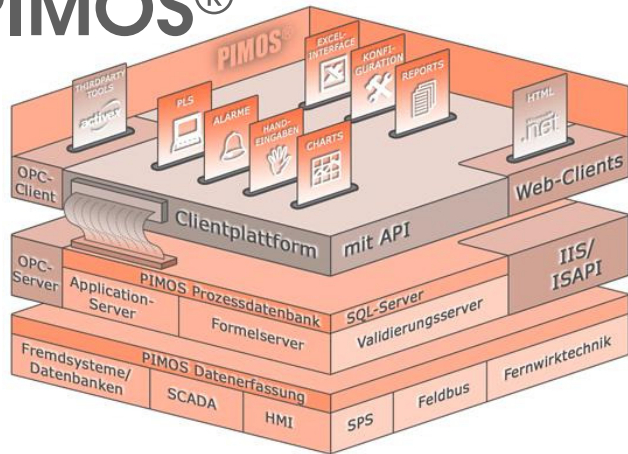 PIMOS®
PIMOS®
THIRDPARTY
TOOLS
activex
PLS
ALARME
HAND-
EINGABEN
CHARTS
EXCEL-
INTERFACE
KONFI-
GURATION
REPORTS
HTML
.net
OPC-
Client
Clientplattform
mit API
Web-Clients
OPC-
Server
PIMOS Prozessdatenbank
SQL-Server
IIS/
ISAPI
Application-
Server
Formelserver
Validierungsserver
PIMOS Datenerfassung
Fremdsysteme/
Datenbanken
SCADA
HMI
SPS
Feldbus
Fernwirktechnik